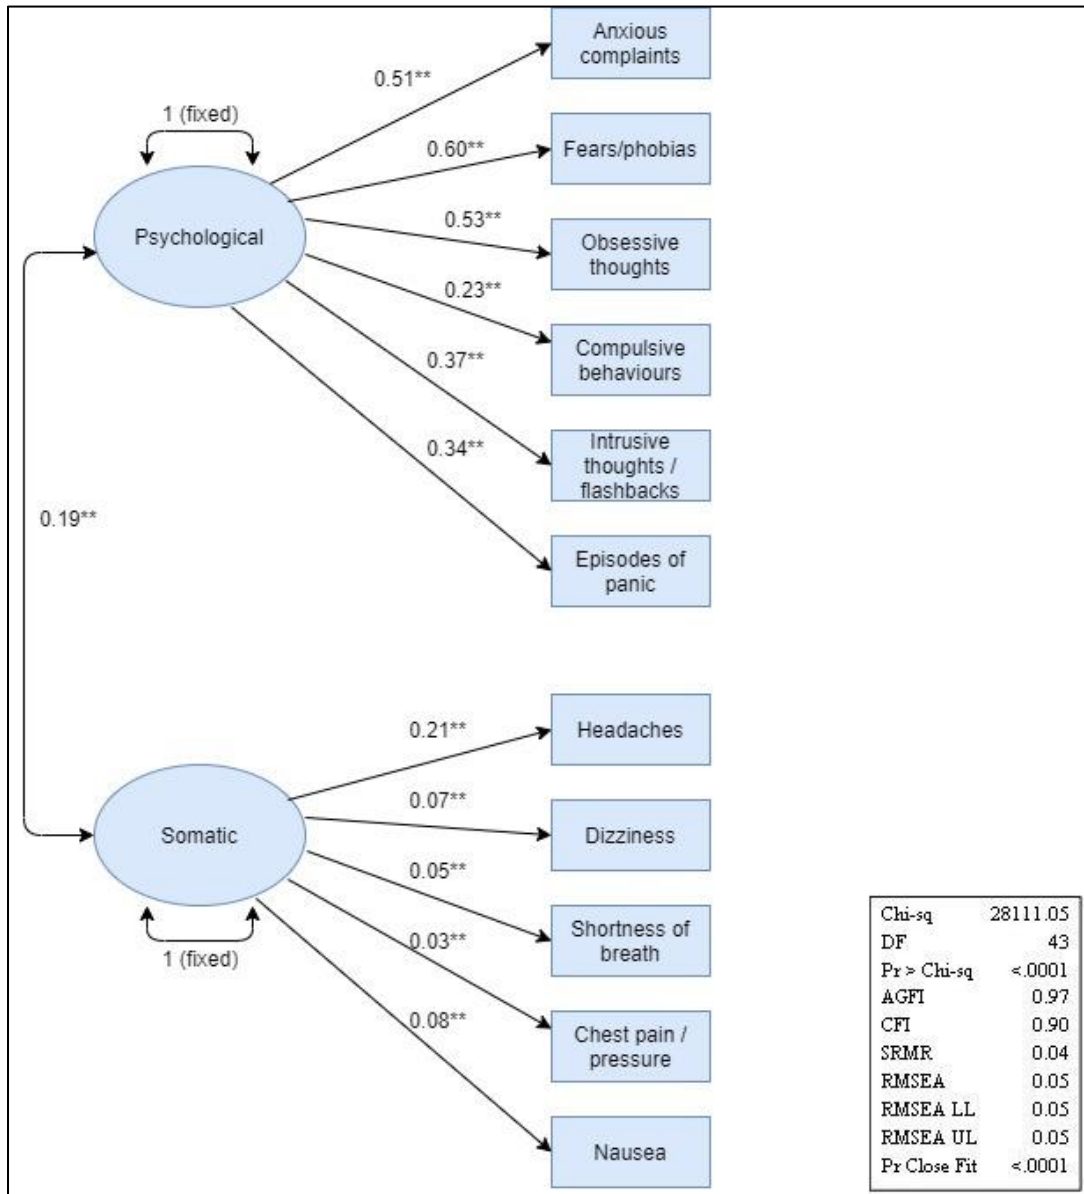 Anxious
complaints
0.51**
1 (fixed)
0.60**
Fears/phobias
Psychological
0.53**
Obsessive
thoughts
0.23**
Compulsive
behaviours
0.37**
Intrusive
thoughts /
flashbacks
0.34**
0.19**
Episodes of
panic
0.21**
Headaches
0.07**
Somatic
Dizziness
0.05**
Shortness of
breath
0.03**
1 (fixed)
0.08**
Chest pain /
pressure
Nausea
Chi-sq 28111.05
DF 43
Pr > Chi-sq <.0001
AGFI 0.97
CFI 0.90
SRMR 0.04
RMSEA 0.05
RMSEA LL 0.05
RMSEA UL 0.05
Pr Close Fit <.0001